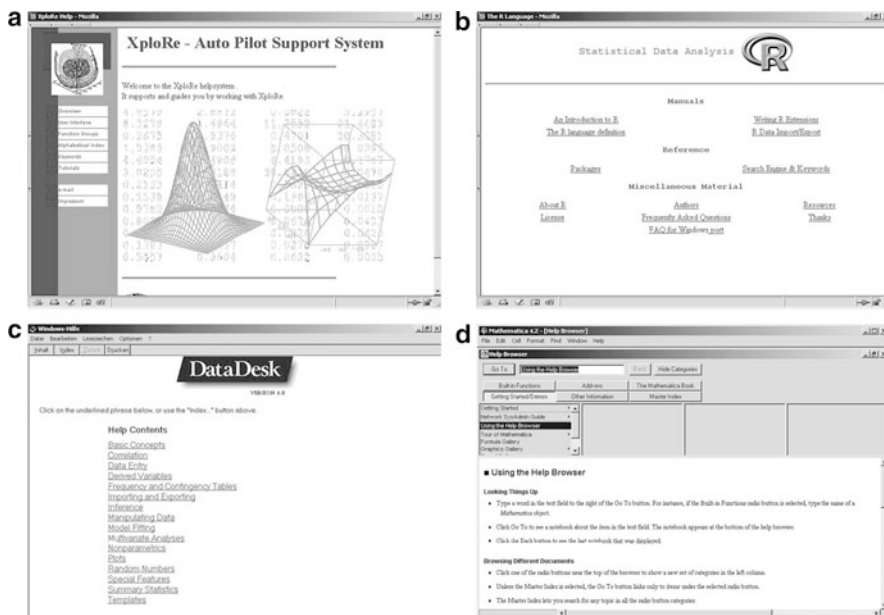 a
XploRe Help - Mozilla
XploRe - Auto Pilot Support System
Welcome to the XploRe helpsystem.
It supports and guides you by working with XploRe.
Overview
User Interface
Function Groups
Alphabetical Index
Keywords
Tutorials
e-mail
Impressum
b
The R Language - Mozilla
Statistical Data Analysis R
Manuals
An Introduction to R Writing R Extensions
The R language definition R Data Import/Export
Reference
Packages Search Engine & Keywords
Miscellaneous Material
About R Authors Resources
License Frequently Asked Questions Thanks
FAQ for Windows port
c
Windows-Hilfe
Datei Bearbeiten Lesezeichen Optionen ?
Inhalt Index Zurück Drucken
DataDesk
Click on the underlined phrase below, or use the "Index..." button above.
Help Contents
Basic Concepts
Correlation
Data Entry
Derived Variables
Frequency and Contingency Tables
Importing and Exporting
Inference
Manipulating Data
Model Fitting
Multivariate Analyses
Nonparametrics
Plots
Random Numbers
Special Features
Summary Statistics
Templates
d
Mathematica 4.2 - [Help Browser]
File Edit Cell Format Find Window Help
Help Browser
Go To Using the Help Browser Back Hide Categories
Built-in Functions Add-ons The Mathematica Book
Getting Started/Demos Other Information Master Index
Getting Started
Network SysAdmin Guide
Using the Help Browser
Tour of Mathematica
Formula Gallery
Graphics Gallery
■ Using the Help Browser
Looking Things Up
• Type a word in the text field to the right of the Go To button. For instance, if the Built-in Functions radio button is selected, type the name of a
Mathematica object.
• Click Go To to see a notebook about the item in the text field. The notebook appears at the bottom of the help browser.
• Click the Back button to see the last notebook that was displayed.
Browsing Different Documents
• Click one of the radio buttons near the top of the browser to show a new set of categories in the left column.
• Unless the Master Index is selected, the Go To button links only to items under the selected radio button.
• The Master Index lets you search for any topic in all the radio button categories.